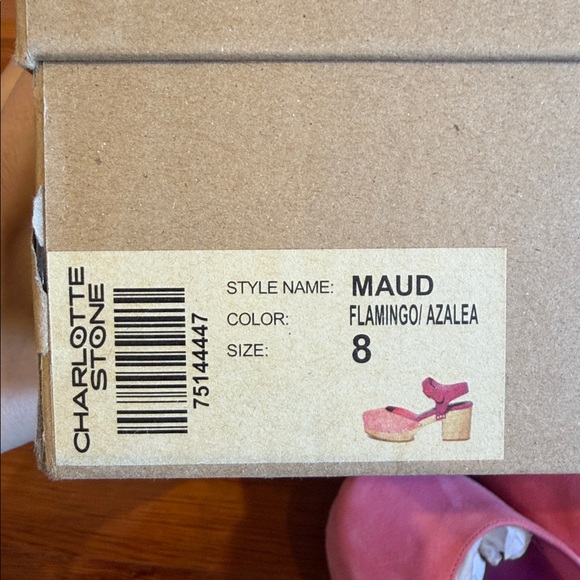 CHARLOTTE
STONE
75144447
STYLE NAME: MAUD
COLOR: FLAMINGO/ AZALEA
SIZE: 8